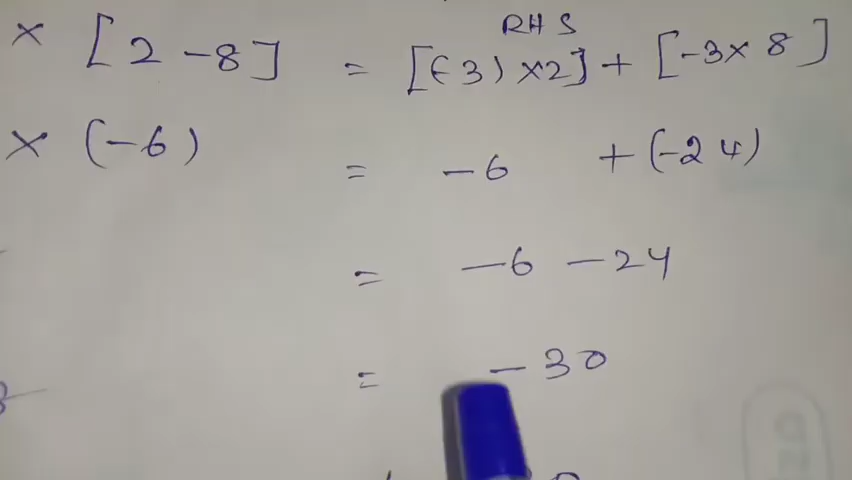 RHS
× [2 -8] = [(-3) ×2] + [-3× 8]
× (-6) = -6 +(-24)
= -6 -24
= -30